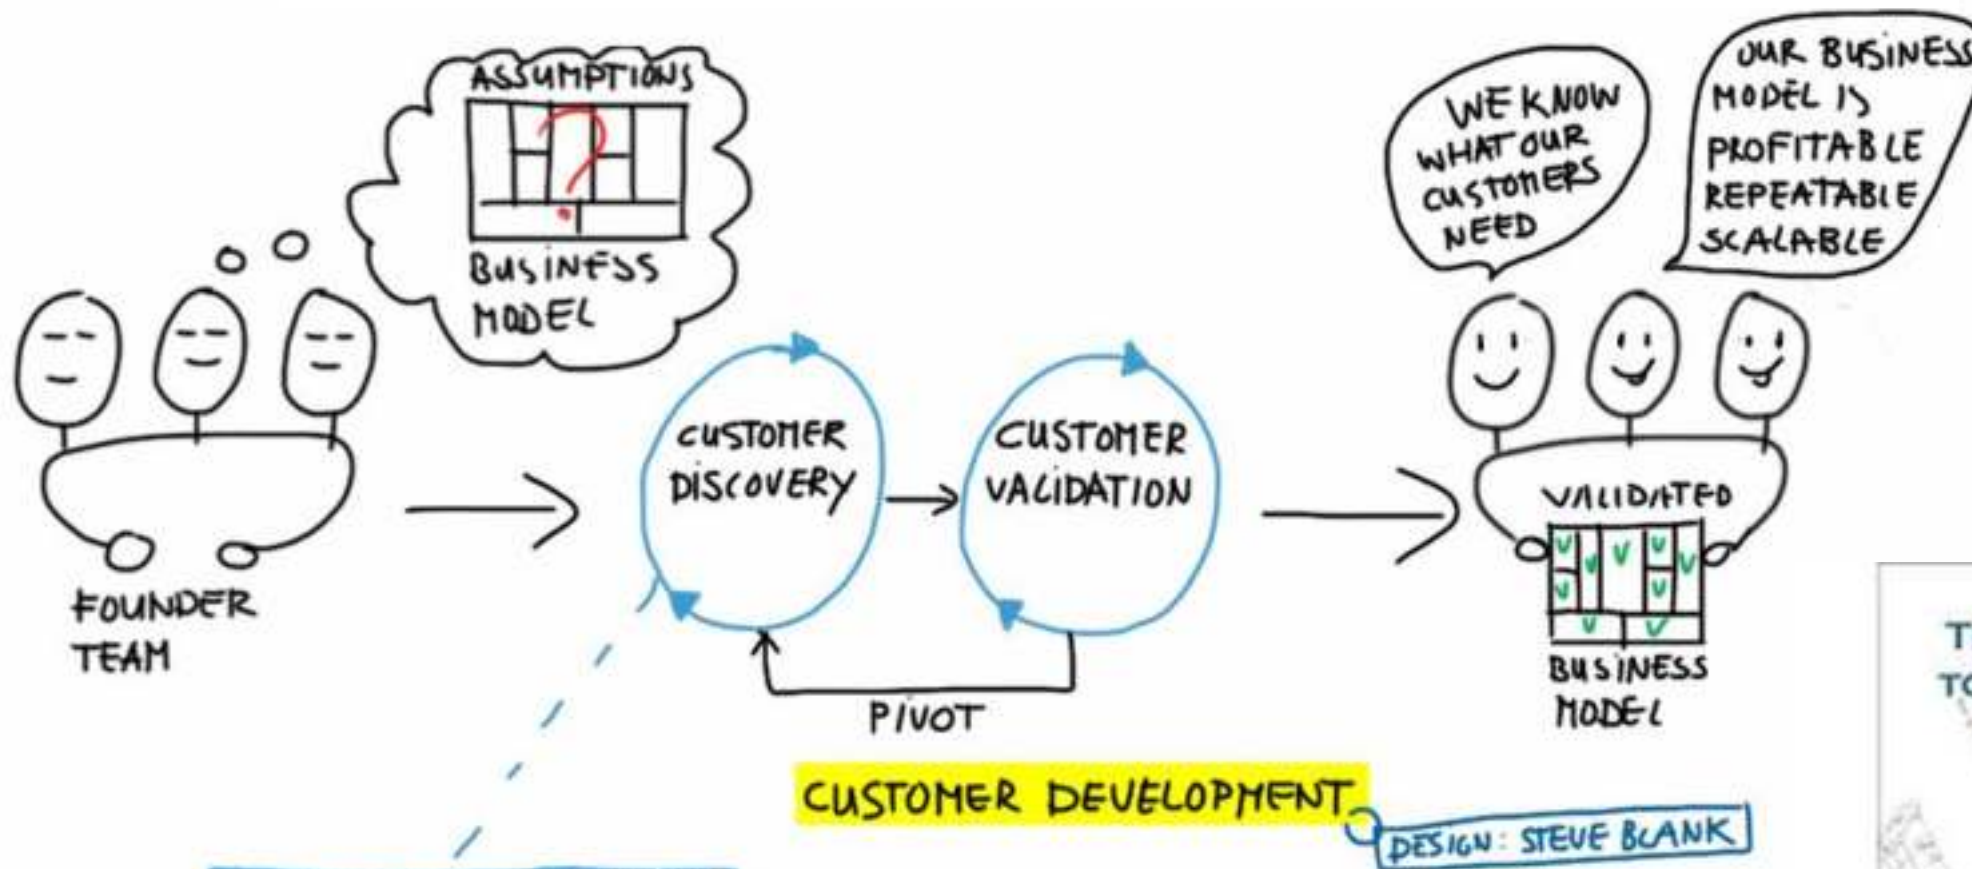 ASSUMPTIONS
?
BUSINESS
MODEL
FOUNDER
TEAM
CUSTOMER
DISCOVERY
CUSTOMER
VALIDATION
PIVOT
WE KNOW
WHAT OUR
CUSTOMERS
NEED
OUR BUSINESS
MODEL IS
PROFITABLE
REPEATABLE
SCALABLE
VALIDATED
BUSINESS
MODEL
CUSTOMER DEVELOPMENT
DESIGN: STEVE BLANK